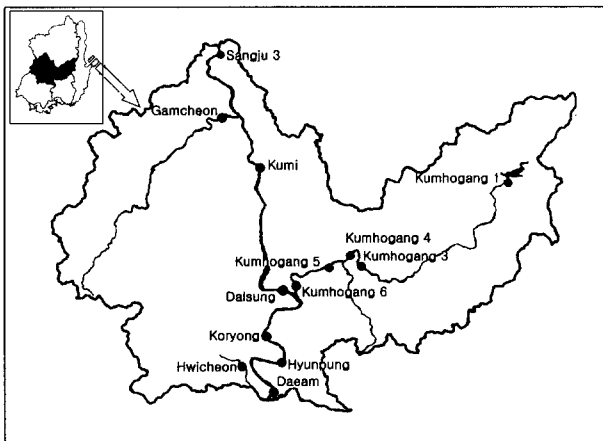 Sangju 3
Gamcheon
Kumi
Kumhogang 1
Kumhogang 4
Kumhogang 5
Kumhogang 3
Dalsung
Kumhogang 6
Koryong
Hwicheon
Hyunpung
Daeam